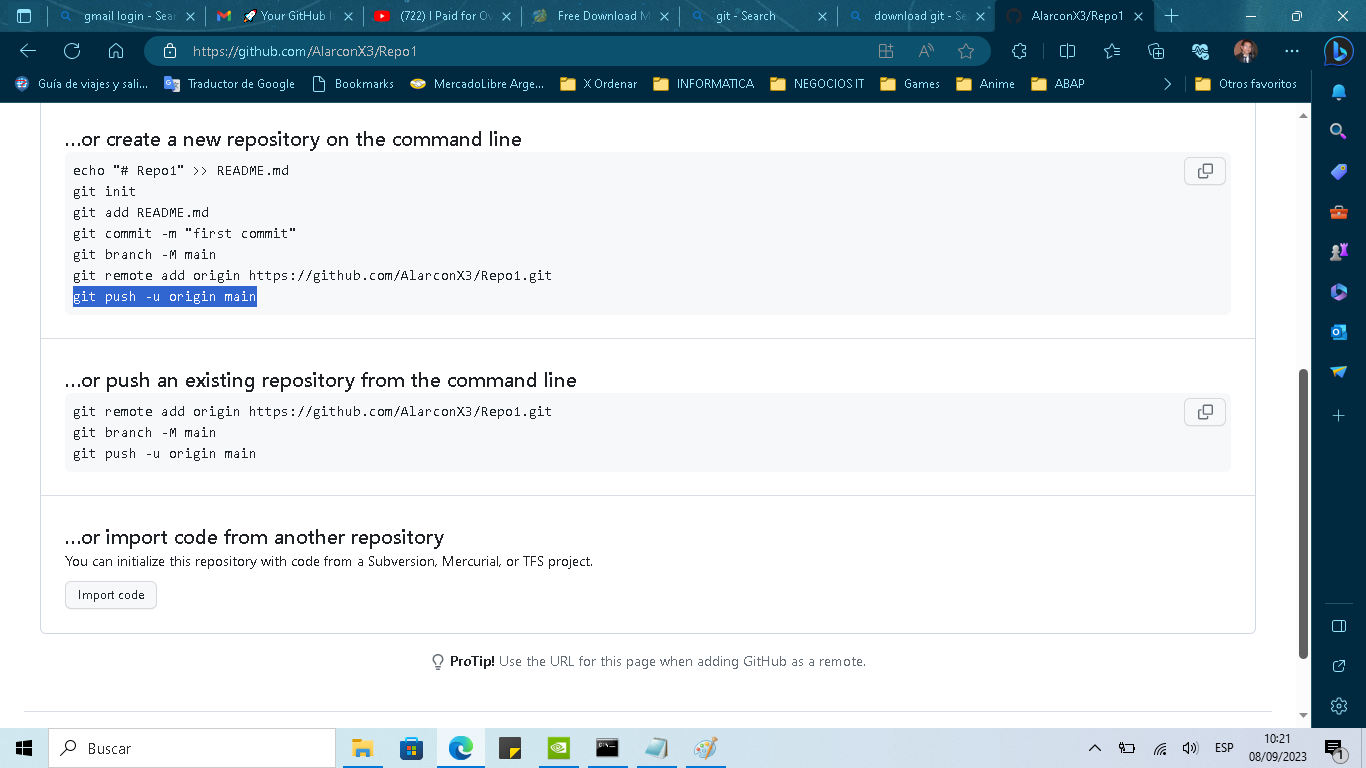 gmail login - Sear
Your GitHub l
(722) I Paid for Ov
Free Download M
git - Search
download git - Se
AlarconX3/Repo1
https://github.com/AlarconX3/Repo1
Guía de viajes y sali...
Traductor de Google
Bookmarks
MercadoLibre Arge...
X Ordenar
INFORMATICA
NEGOCIOS IT
Games
Anime
ABAP
Otros favoritos
...or create a new repository on the command line
echo "# Repo1" >> README.md
git init
git add README.md
git commit -m "first commit"
git branch -M main
git remote add origin https://github.com/AlarconX3/Repo1.git
git push -u origin main
...or push an existing repository from the command line
git remote add origin https://github.com/AlarconX3/Repo1.git
git branch -M main
git push -u origin main
...or import code from another repository
You can initialize this repository with code from a Subversion, Mercurial, or TFS project.
Import code
ProTip! Use the URL for this page when adding GitHub as a remote.
Buscar
ESP
10:21
08/09/2023
1